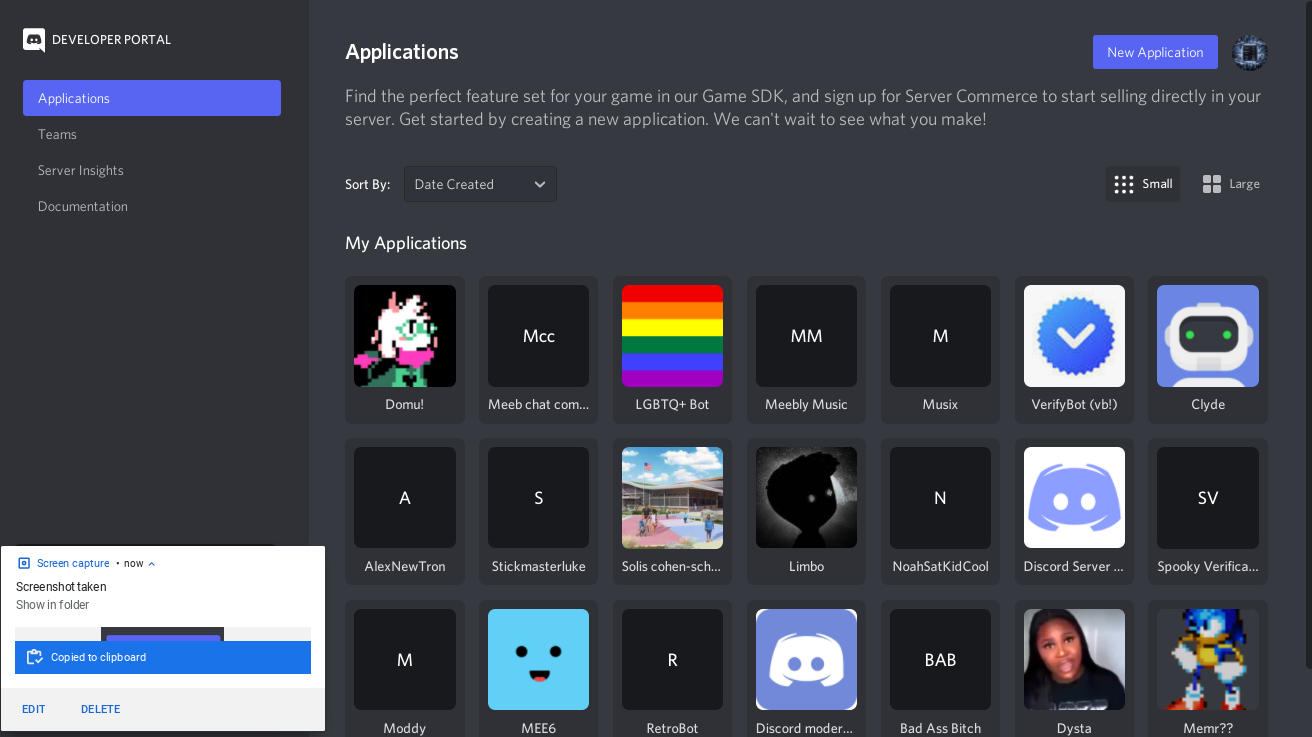 DEVELOPER PORTAL
Applications
Teams
Server Insights
Documentation
Applications
New Application
Find the perfect feature set for your game in our Game SDK, and sign up for Server Commerce to start selling directly in your
server. Get started by creating a new application. We can't wait to see what you make!
Sort By:
Date Created
Small
Large
My Applications
Mcc
MM
M
Domu!
Meeb chat com...
LGBTQ+ Bot
Meebly Music
Musix
VerifyBot (vb!)
Clyde
A
S
N
SV
AlexNewTron
Stickmasterluke
Solis cohen-sch...
Limbo
NoahSatKidCool
Discord Server ...
Spooky Verifica...
M
R
BAB
Moddy
MEE6
RetroBot
Discord moder...
Bad Ass Bitch
Dysta
Memr??
Screen capture • now
Screenshot taken
Show in folder
Copied to clipboard
EDIT
DELETE